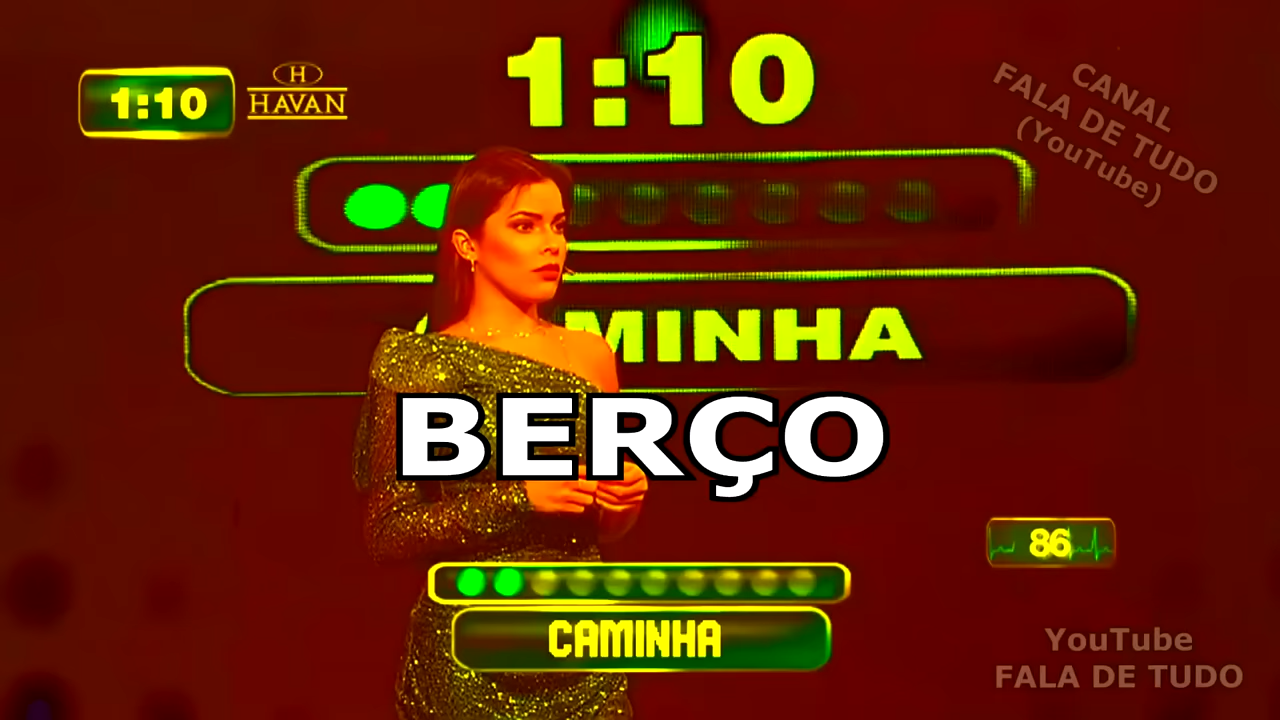 1:10
1:10
H
HAVAN
CANAL
FALA DE TUDO
(YouTube)
MINHA
BERÇO
86
CAMINHA
YouTube
FALA DE TUDO